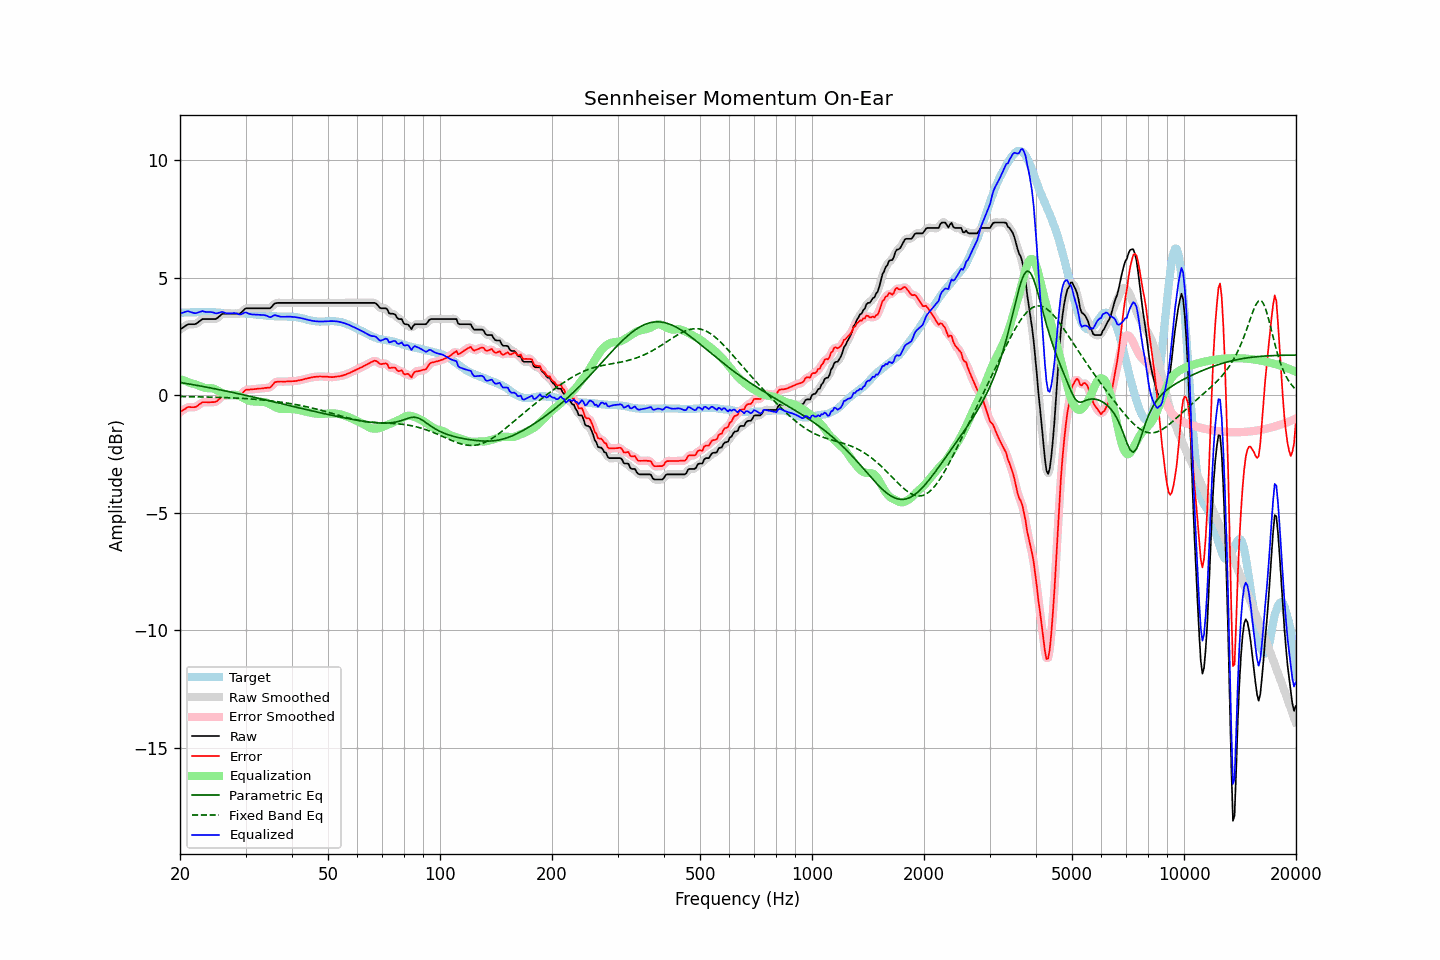 Sennheiser Momentum On-Ear
10
5
0
−5
−10
−15
Amplitude (dBr)
Target
Raw Smoothed
Error Smoothed
Raw
Error
Equalization
Parametric Eq
Fixed Band Eq
Equalized
20 50 100 200 500 1000 2000 5000 10000 20000
Frequency (Hz)